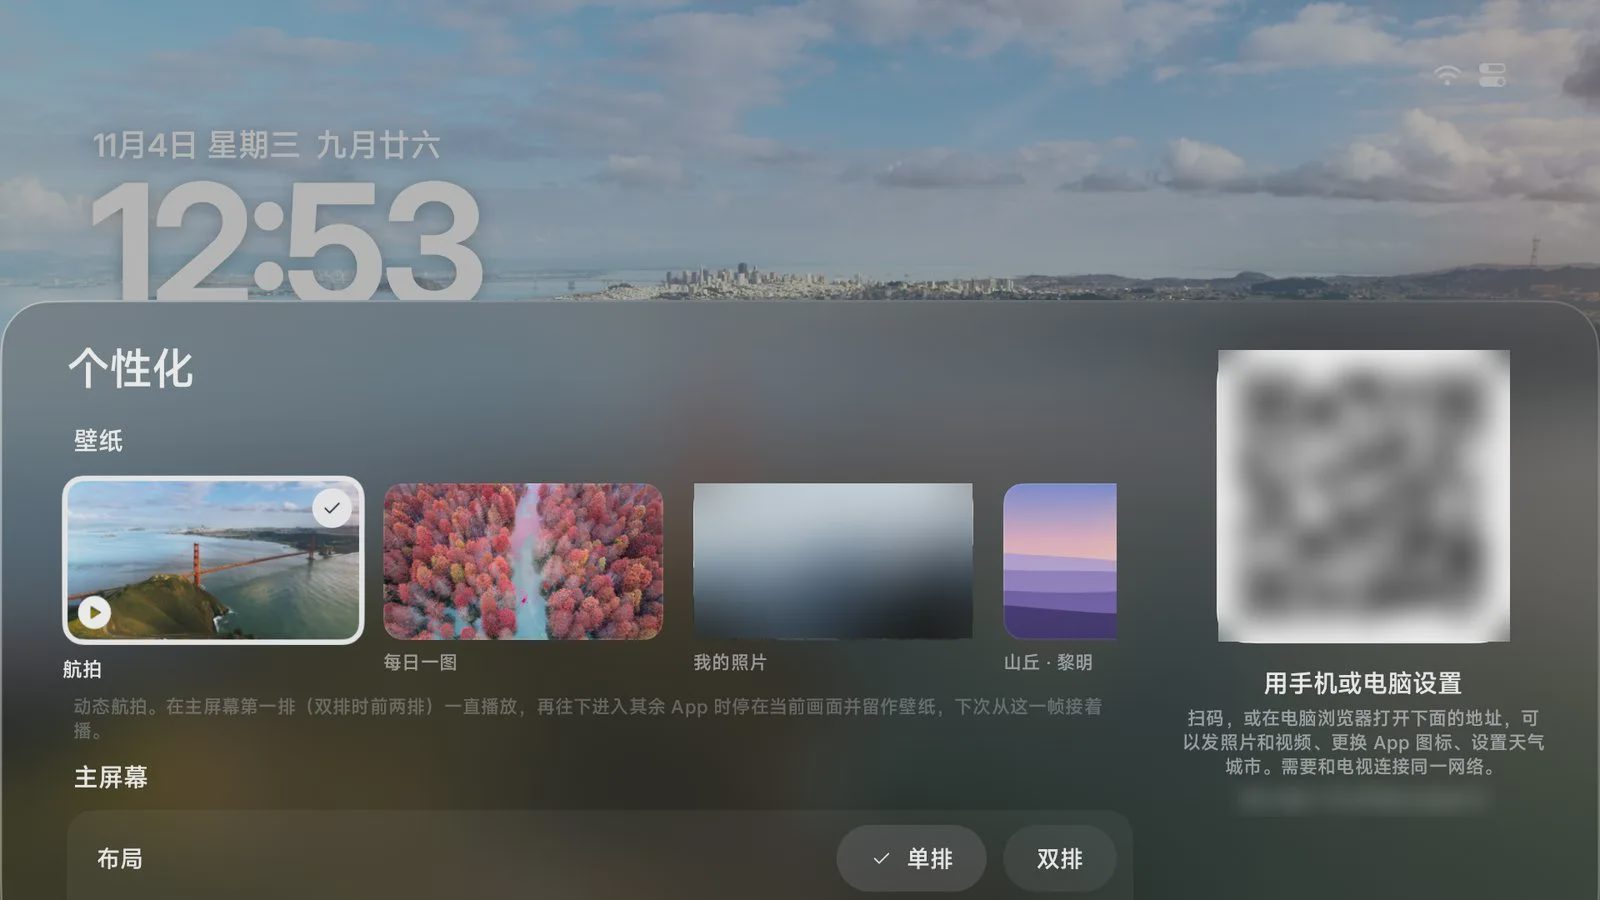 11月4日 星期三 九月廿六
12:53
个性化
壁纸
航拍
每日一图
我的照片
山丘 · 黎明
动态航拍。在主屏幕第一排（双排时前两排）一直播放，再往下进入其余 App 时停在当前画面并留作壁纸，下次从这一帧接着
播。
主屏幕
布局
单排
双排
用手机或电脑设置
扫码，或在电脑浏览器打开下面的地址，可
以发照片和视频、更换 App 图标、设置天气
城市。需要和电视连接同一网络。